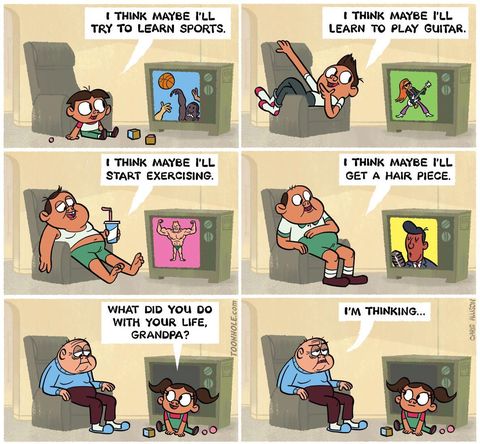 I THINK MAYBE I'LL
TRY TO LEARN SPORTS.
I THINK MAYBE I'LL
LEARN TO PLAY GUITAR.
I THINK MAYBE I'LL
START EXERCISING.
I THINK MAYBE I'LL
GET A HAIR PIECE.
WHAT DID YOU DO
WITH YOUR LIFE,
GRANDPA?
TOONHOLE.com
I'M THINKING...
CHRIS ALLISON